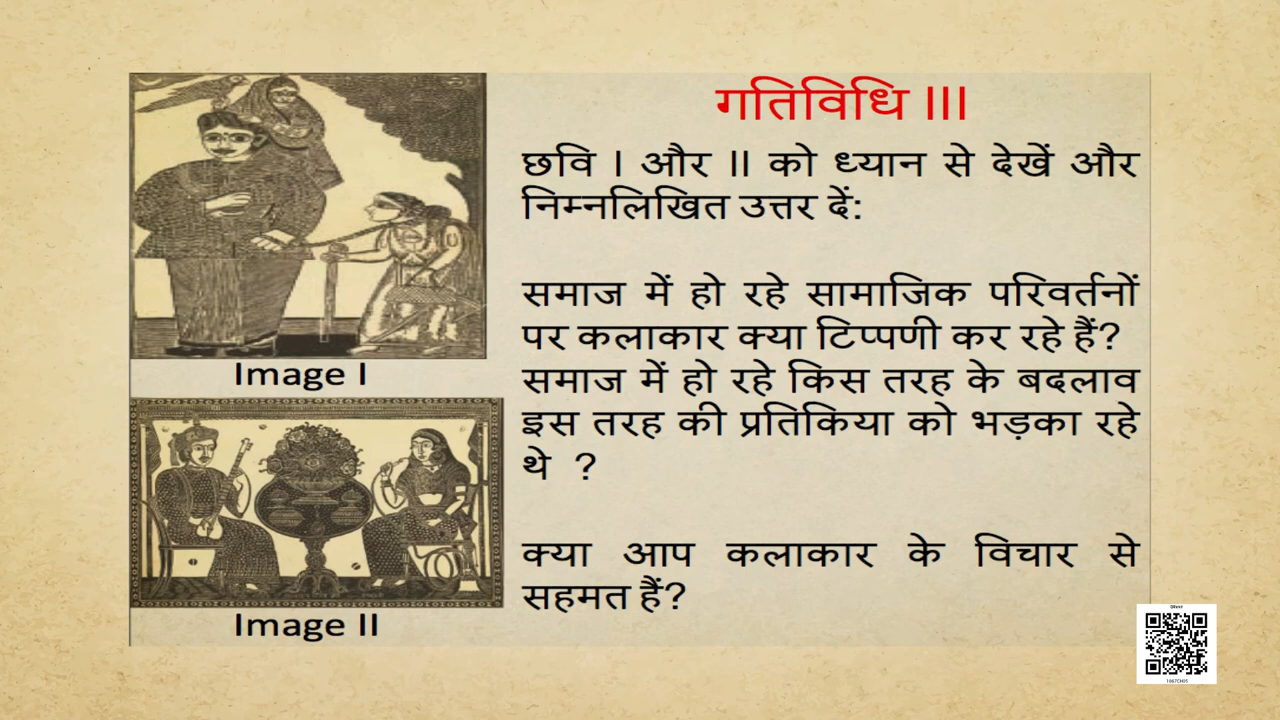 गतिविधि III
छवि I और II को ध्यान से देखें और
निम्नलिखित उत्तर दें:
समाज में हो रहे सामाजिक परिवर्तनों
पर कलाकार क्या टिप्पणी कर रहे हैं?
समाज में हो रहे किस तरह के बदलाव
इस तरह की प्रतिकिया को भड़का रहे
थे ?
क्या आप कलाकार के विचार से
सहमत हैं?
Image I
Image II